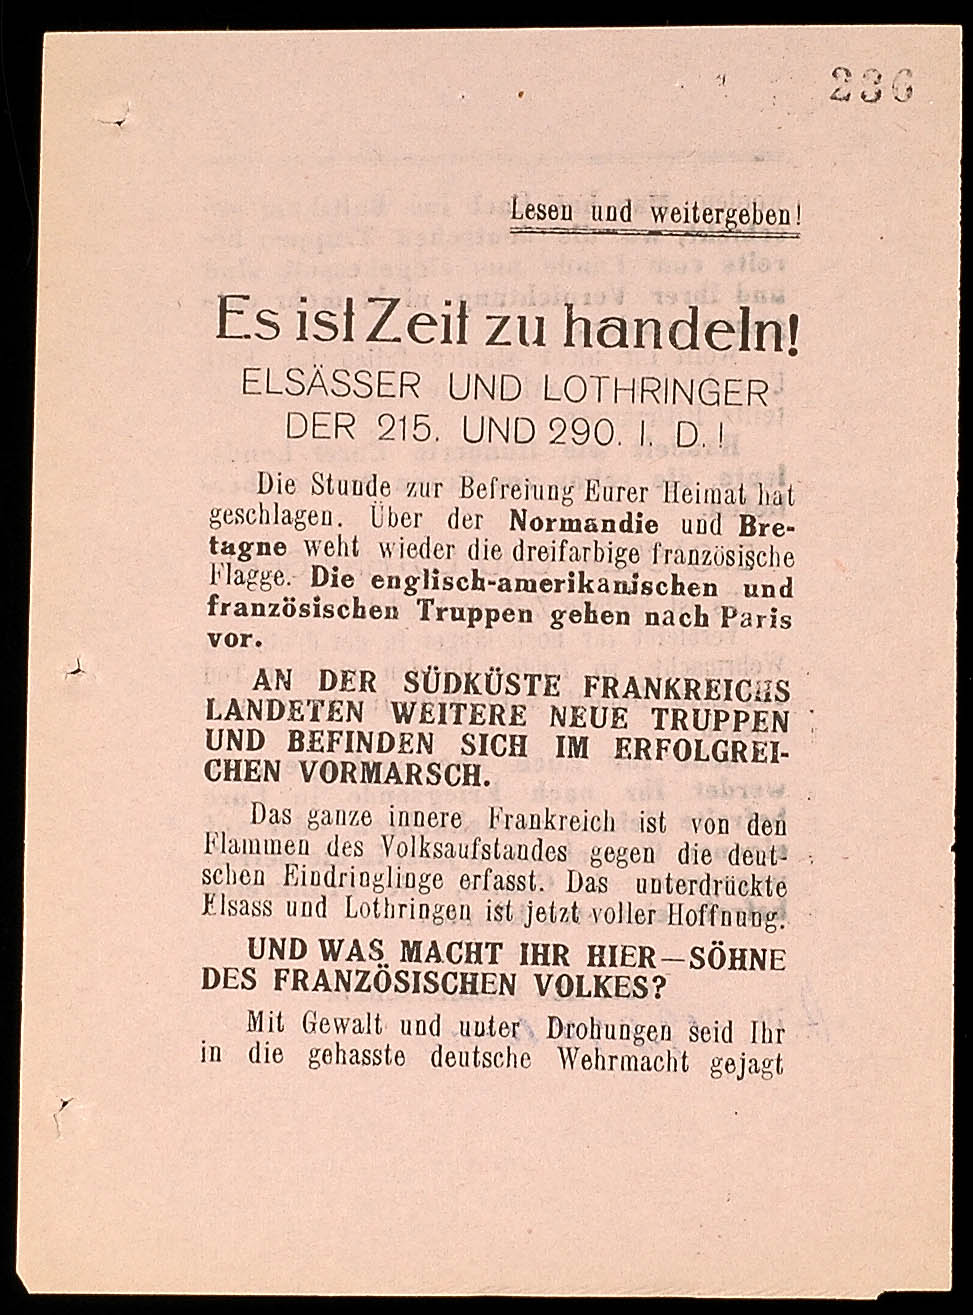 236
Lesen und weitergeben!
Es ist Zeit zu handeln!
ELSÄSSER UND LOTHRINGER
DER 215. UND 290. I. D.!
Die Stunde zur Befreiung Eurer Heimat hat
geschlagen. Über der Normandie und Bre-
tagne weht wieder die dreifarbige französische
Flagge. Die englisch-amerikanischen und
französischen Truppen gehen nach Paris
vor.
AN DER SÜDKÜSTE FRANKREICHS
LANDETEN WEITERE NEUE TRUPPEN
UND BEFINDEN SICH IM ERFOLGREI-
CHEN VORMARSCH.
Das ganze innere Frankreich ist von den
Flammen des Volksaufstandes gegen die deut-
schen Eindringlinge erfasst. Das unterdrückte
Elsass und Lothringen ist jetzt voller Hoffnung.
UND WAS MACHT IHR HIER—SÖHNE
DES FRANZÖSISCHEN VOLKES?
Mit Gewalt und unter Drohungen seid Ihr
in die gehasste deutsche Wehrmacht gejagt